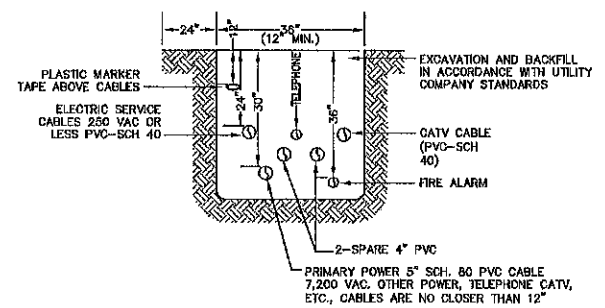 24" 36"
(12" MIN.)
12"
PLASTIC MARKER
TAPE ABOVE CABLES
24"
30"
TELEPHONE
36"
EXCAVATION AND BACKFILL
IN ACCORDANCE WITH UTILITY
COMPANY STANDARDS
ELECTRIC SERVICE
CABLES 250 VAC OR
LESS PVC-SCH 40
CATV CABLE
(PVC-SCH
40)
FIRE ALARM
2-SPARE 4" PVC
PRIMARY POWER 5" SCH. 80 PVC CABLE
7,200 VAC. OTHER POWER, TELEPHONE CATV,
ETC., CABLES ARE NO CLOSER THAN 12"